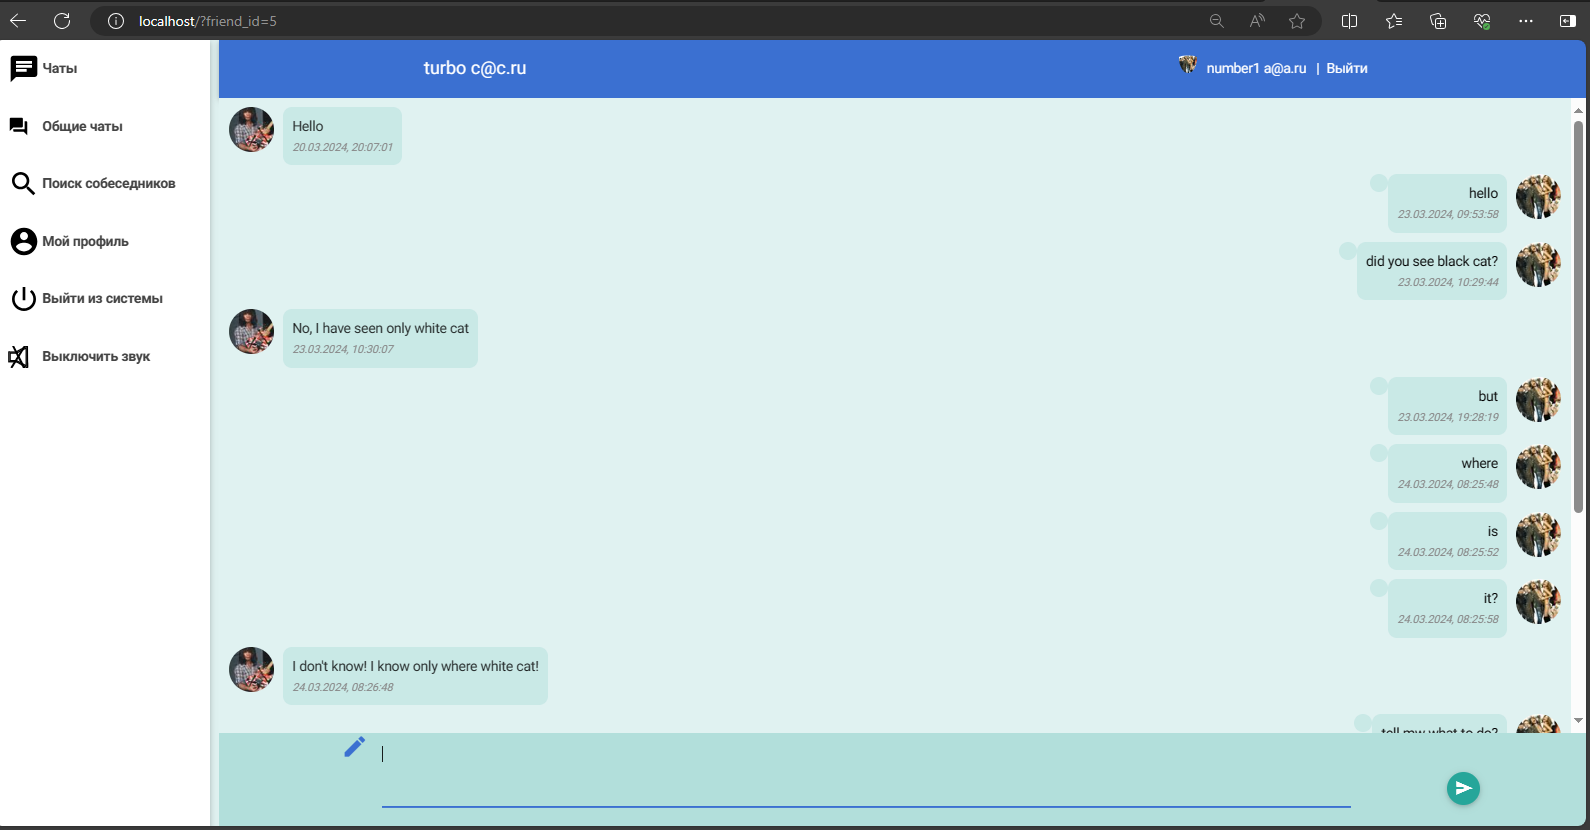 localhost/?friend_id=5
Чаты
Общие чаты
Поиск собеседников
Мой профиль
Выйти из системы
Выключить звук
turbo c@c.ru
number1 a@a.ru | Выйти
Hello
20.03.2024, 20:07:01
hello
23.03.2024, 09:53:58
did you see black cat?
23.03.2024, 10:29:44
No, I have seen only white cat
23.03.2024, 10:30:07
but
23.03.2024, 19:28:19
where
24.03.2024, 08:25:48
is
24.03.2024, 08:25:52
it?
24.03.2024, 08:25:58
I don't know! I know only where white cat!
24.03.2024, 08:26:48
tell mw what to do?